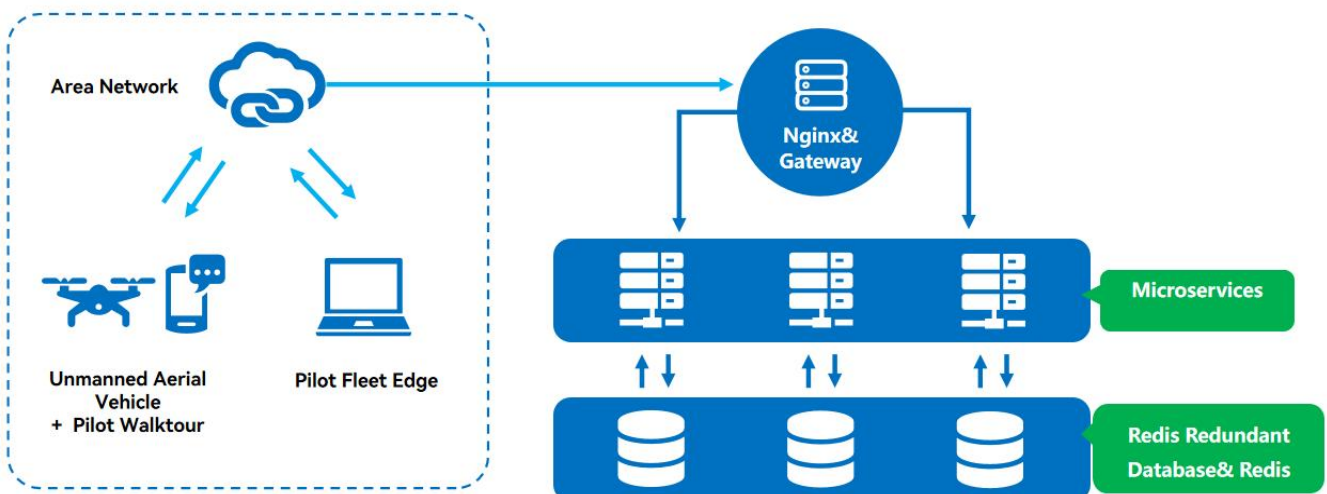 Area Network
Nginx&
Gateway
Microservices
Unmanned Aerial
Vehicle
+ Pilot Walktour
Pilot Fleet Edge
Redis Redundant
Database& Redis